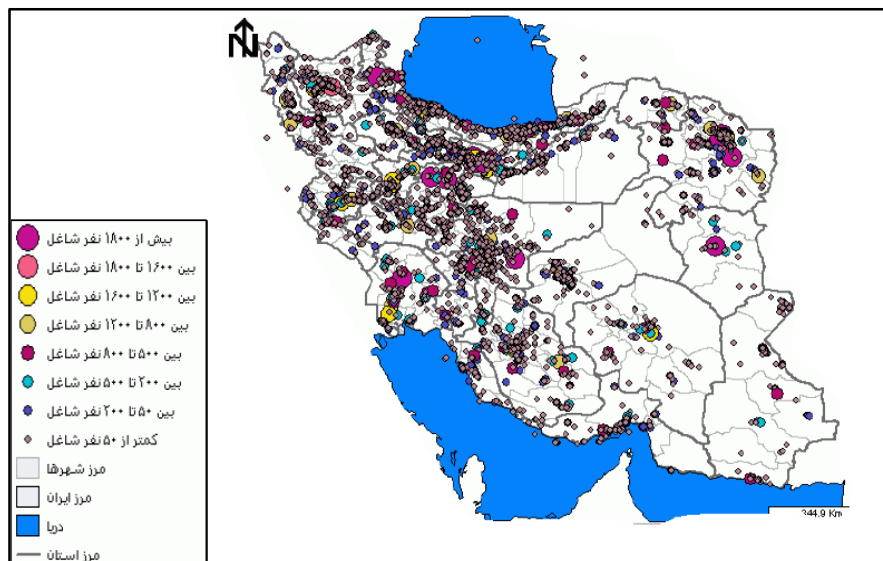 N
بیش از ۱۸۰۰ نفر شاغل
بین ۱۶۰۰ تا ۱۸۰۰ نفر شاغل
بین ۱۲۰۰ تا ۱۶۰۰ نفر شاغل
بین ۸۰۰ تا ۱۲۰۰ نفر شاغل
بین ۵۰۰ تا ۸۰۰ نفر شاغل
بین ۲۰۰ تا ۵۰۰ نفر شاغل
بین ۵۰ تا ۲۰۰ نفر شاغل
کمتر از ۵۰ نفر شاغل
مرز شهرها
مرز ایران
دریا
مرز استان
344.9 Km